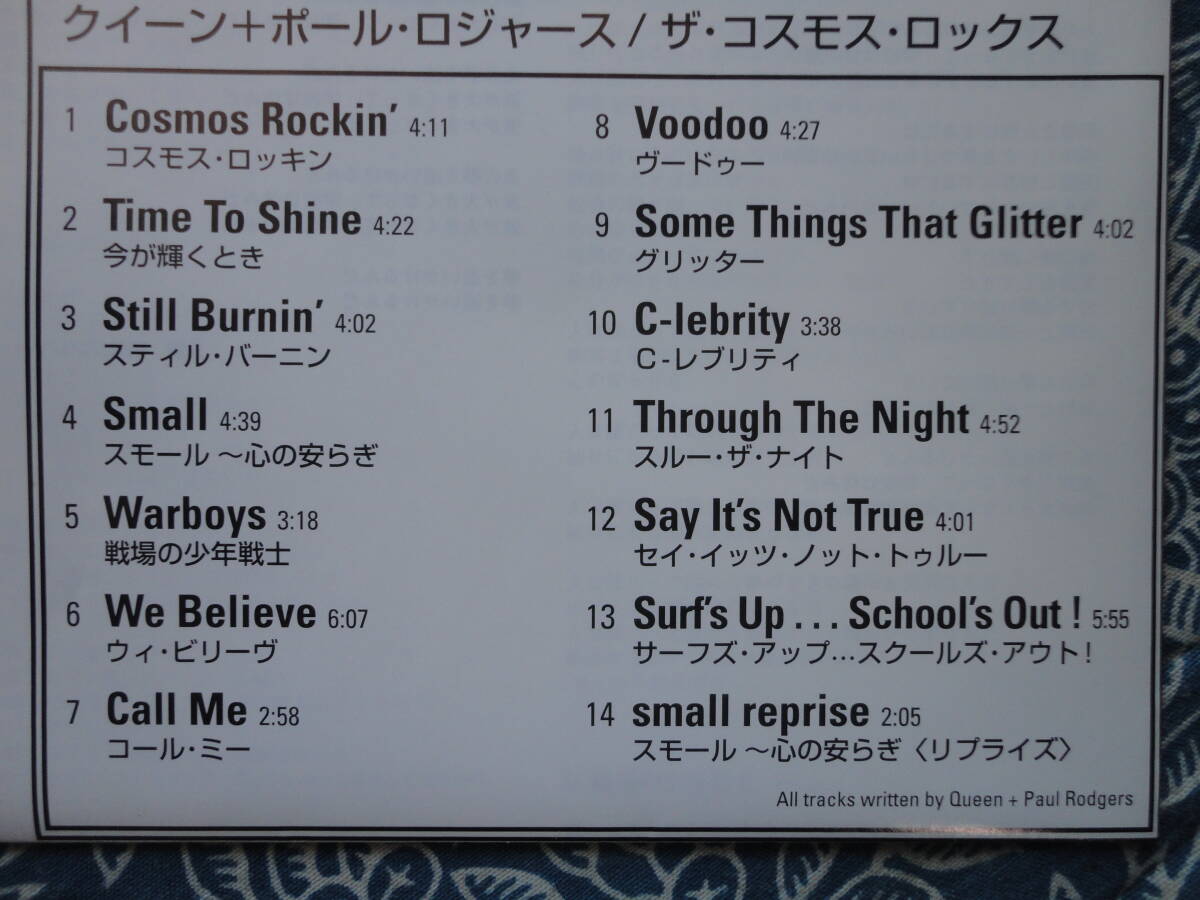 クイーン＋ポール・ロジャース / ザ・コスモス・ロックス
1 Cosmos Rockin’ 4:11
コスモス・ロッキン
2 Time To Shine 4:22
今が輝くとき
3 Still Burnin’ 4:02
スティル・バーニン
4 Small 4:39
スモール ～心の安らぎ
5 Warboys 3:18
戦場の少年戦士
6 We Believe 6:07
ウィ・ビリーヴ
7 Call Me 2:58
コール・ミー
8 Voodoo 4:27
ヴードゥー
9 Some Things That Glitter 4:02
グリッター
10 C-lebrity 3:38
C-レブリティ
11 Through The Night 4:52
スルー・ザ・ナイト
12 Say It’s Not True 4:01
セイ・イッツ・ノット・トゥルー
13 Surf’s Up . . . School’s Out ! 5:55
サーフズ・アップ…スクールズ・アウト！
14 small reprise 2:05
スモール ～心の安らぎ〈リプライズ〉
All tracks written by Queen + Paul Rodgers